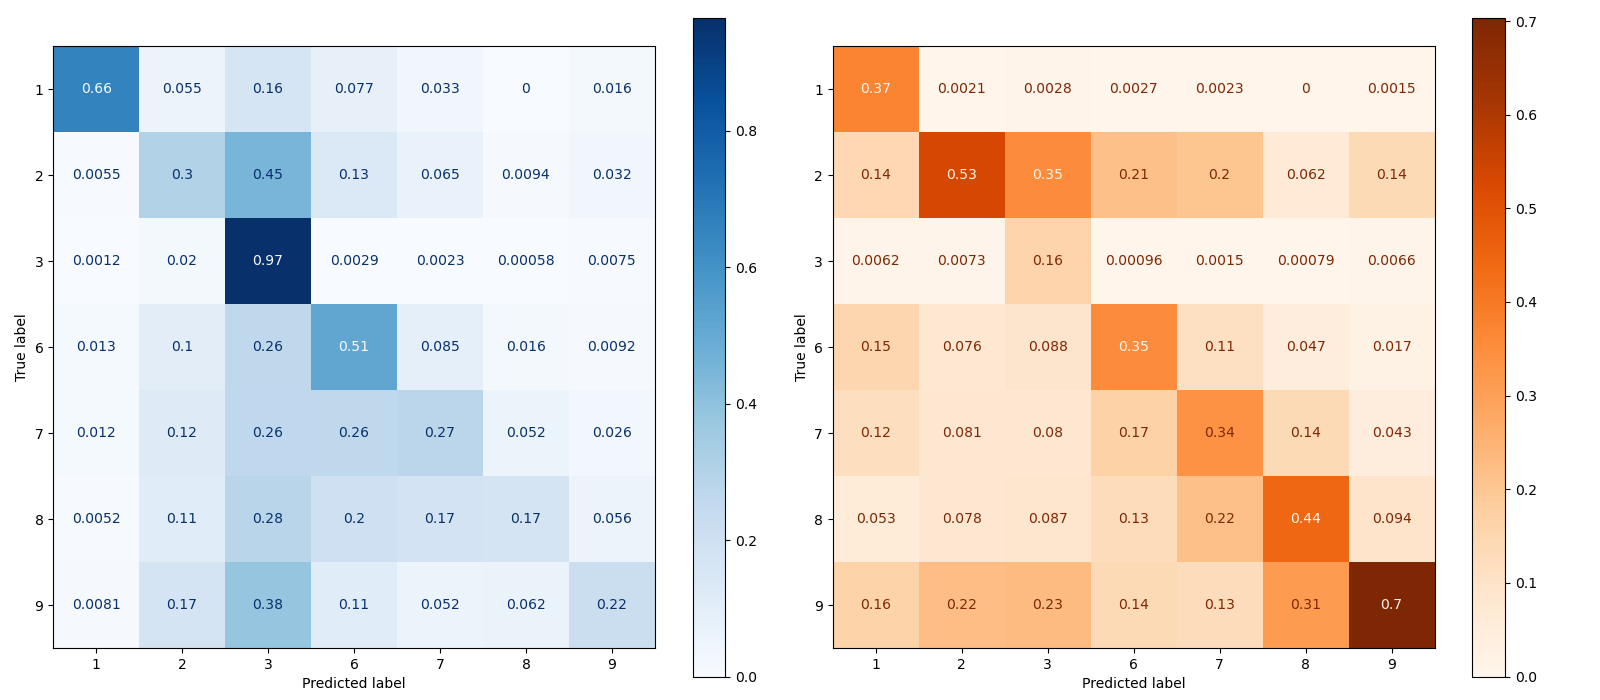 0.7
1 0.66 0.055 0.16 0.077 0.033 0 0.016
1 0.37 0.0021 0.0028 0.0027 0.0023 0 0.0015
0.8
0.6
2 0.0055 0.3 0.45 0.13 0.065 0.0094 0.032
2 0.14 0.53 0.35 0.21 0.2 0.062 0.14
0.5
3 0.0012 0.02 0.97 0.0029 0.0023 0.00058 0.0075
3 0.0062 0.0073 0.16 0.00096 0.0015 0.00079 0.0066
0.6
0.4
True label
6 0.013 0.1 0.26 0.51 0.085 0.016 0.0092
True label
6 0.15 0.076 0.088 0.35 0.11 0.047 0.017
0.4
0.3
7 0.012 0.12 0.26 0.26 0.27 0.052 0.026
7 0.12 0.081 0.08 0.17 0.34 0.14 0.043
0.2
8 0.0052 0.11 0.28 0.2 0.17 0.17 0.056
8 0.053 0.078 0.087 0.13 0.22 0.44 0.094
0.2
0.1
9 0.0081 0.17 0.38 0.11 0.052 0.062 0.22
9 0.16 0.22 0.23 0.14 0.13 0.31 0.7
0.0
0.0
1 2 3 6 7 8 9
1 2 3 6 7 8 9
Predicted label
Predicted label